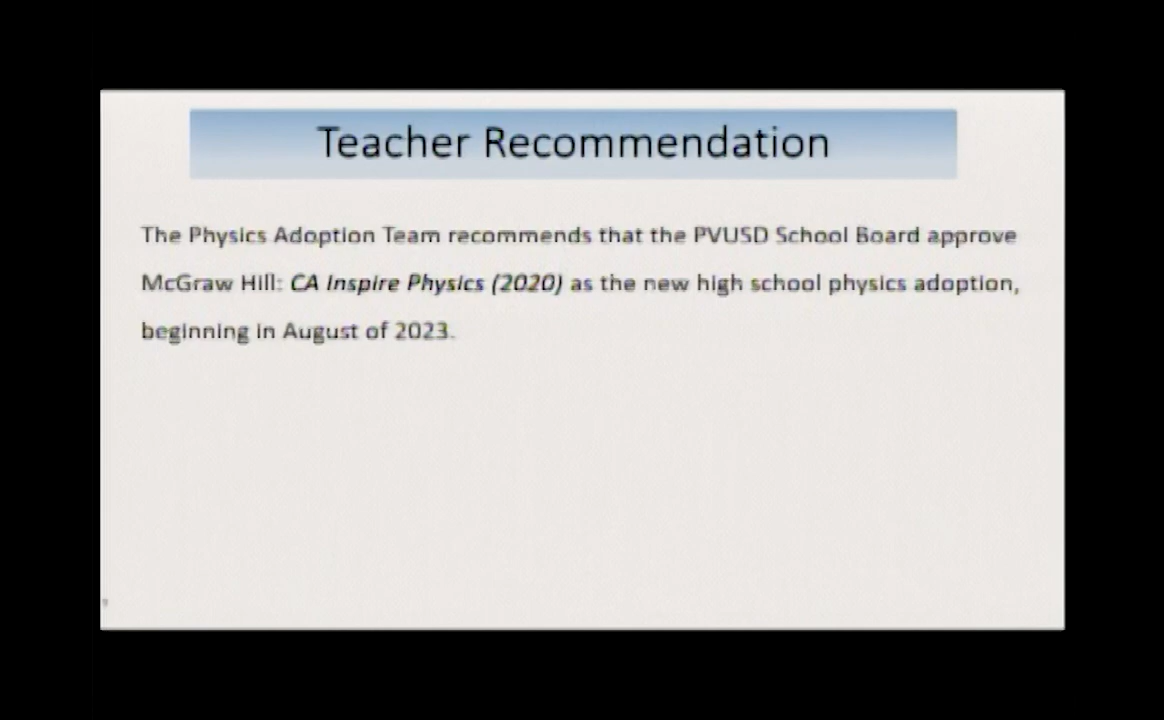 Teacher Recommendation
The Physics Adoption Team recommends that the PVUSD School Board approve
McGraw Hill: CA Inspire Physics (2020) as the new high school physics adoption,
beginning in August of 2023.